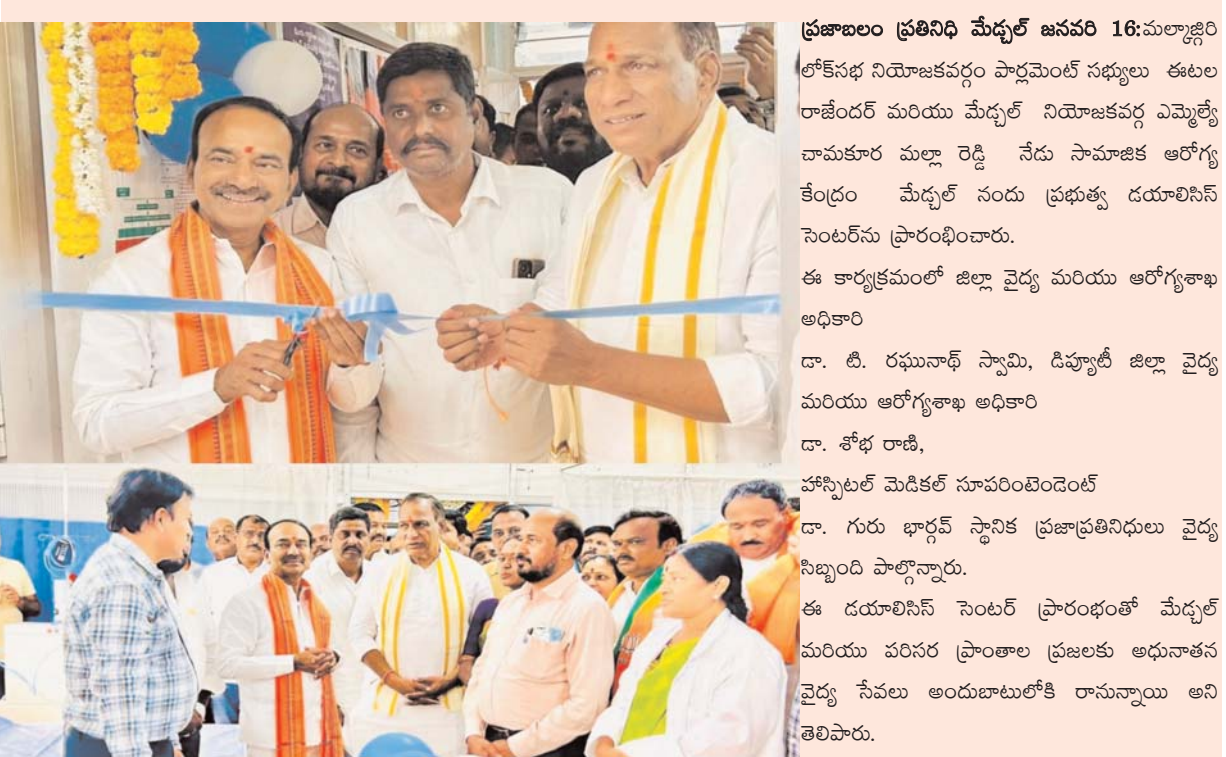 ప్రజాబలం ప్రతినిధి మేడ్చల్ జనవరి 16:మల్కాజ్గిరి
లోక్‌సభ నియోజకవర్గం పార్లమెంట్ సభ్యులు ఈటల
రాజేందర్ మరియు మేడ్చల్ నియోజకవర్గ ఎమ్మెల్యే
చామకూర మల్లా రెడ్డి నేడు సామాజిక ఆరోగ్య
కేంద్రం మేడ్చల్ నందు ప్రభుత్వ డయాలిసిస్
సెంటర్‌ను ప్రారంభించారు.
ఈ కార్యక్రమంలో జిల్లా వైద్య మరియు ఆరోగ్యశాఖ
అధికారి
డా. టి. రఘునాథ్ స్వామి, డిప్యూటీ జిల్లా వైద్య
మరియు ఆరోగ్యశాఖ అధికారి
డా. శోభ రాణి,
హాస్పిటల్ మెడికల్ సూపరింటెండెంట్
డా. గురు భార్గవ్ స్థానిక ప్రజాప్రతినిధులు వైద్య
సిబ్బంది పాల్గొన్నారు.
ఈ డయాలిసిస్ సెంటర్ ప్రారంభంతో మేడ్చల్
మరియు పరిసర ప్రాంతాల ప్రజలకు అధునాతన
వైద్య సేవలు అందుబాటులోకి రానున్నాయి అని
తెలిపారు.